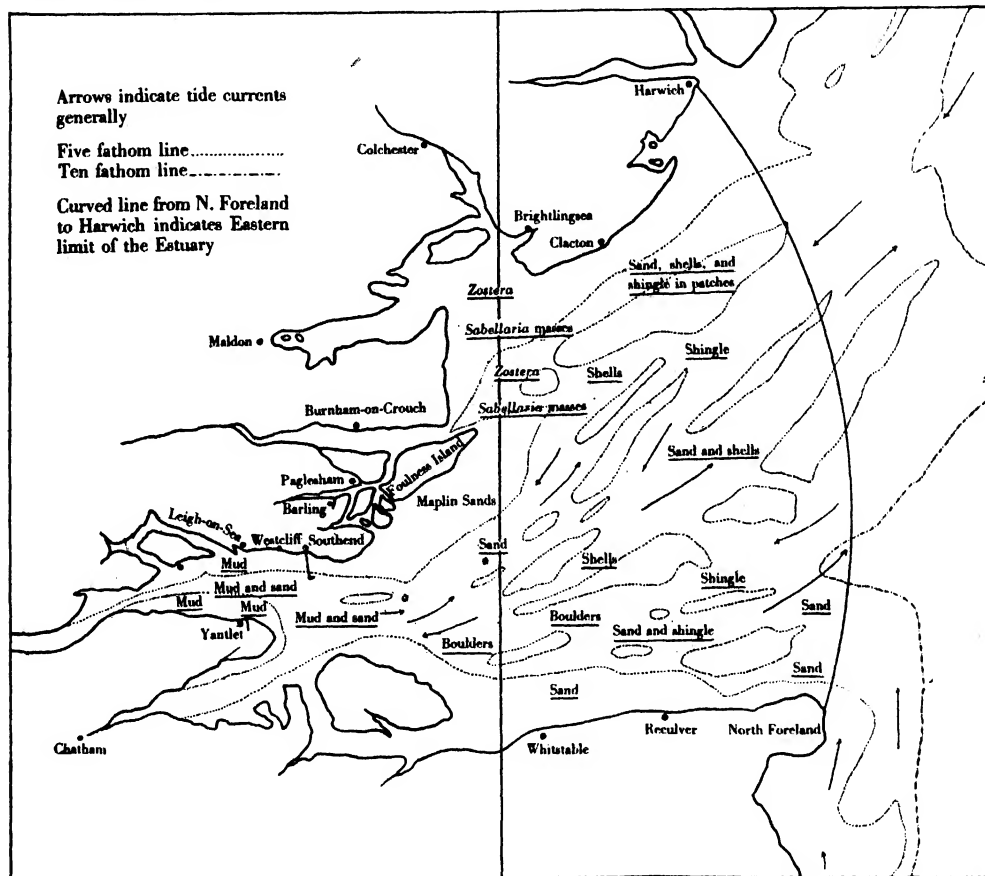 Arrows indicate tide currents
generally
Five fathom line
Ten fathom line
Curved line from N. Foreland
to Harwich indicates Eastern
limit of the Estuary
Harwich
Colchester
Brightlingsea
Clacton
Sand, shells, and
shingle in patches
Zostera
Sabellaria masses
Maldon
Shingle
Zostera
Shells
Sabellaria masses
Burnham-on-Crouch
Sand and shells
Paglesham
Foulness Island
Barling
Maplin Sands
Leigh-on-Sea
Westcliff
Southend
Sand
Mud
Shells
Mud and sand
Shingle
Mud
Mud
Mud and sand
Boulders
Sand
Yantlet
Sand and shingle
Boulders
Sand
Sand
Chatham
Whitstable
Reculver
North Foreland